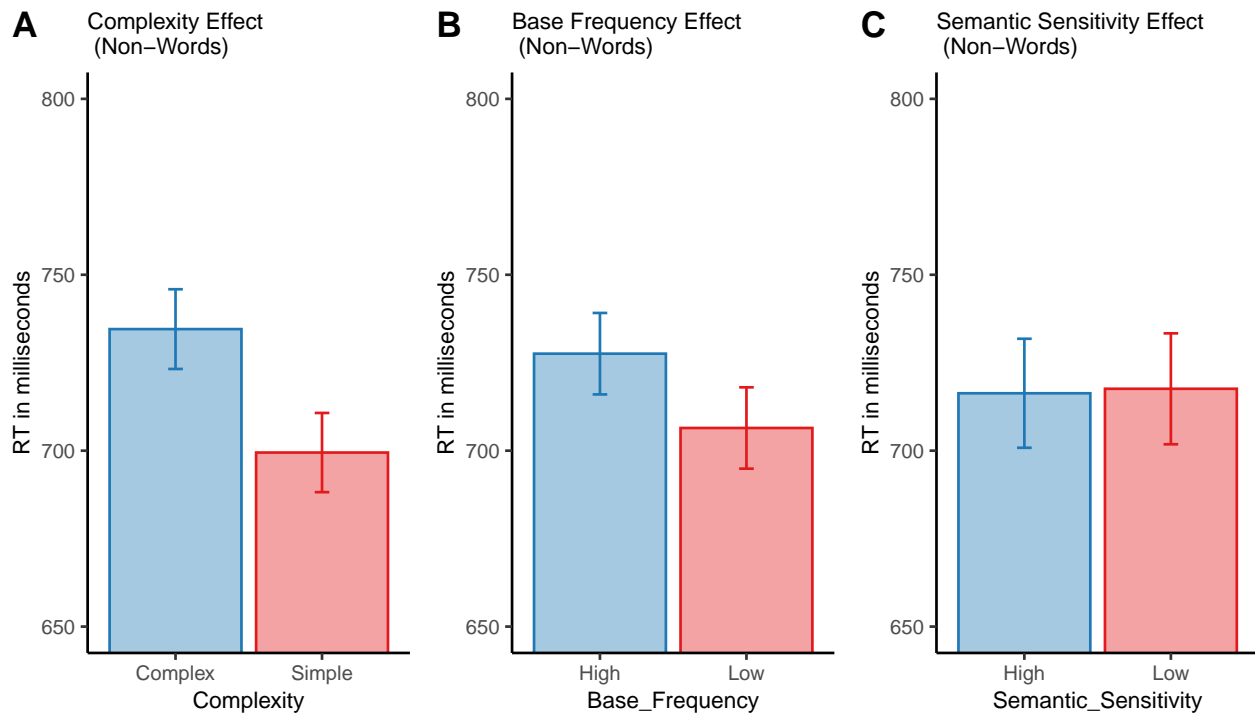 A
Complexity Effect
(Non−Words)
800
750
700
650
RT in milliseconds
Complex
Simple
Complexity
B
Base Frequency Effect
(Non−Words)
800
750
700
650
RT in milliseconds
High
Low
Base_Frequency
C
Semantic Sensitivity Effect
(Non−Words)
800
750
700
650
RT in milliseconds
High
Low
Semantic_Sensitivity